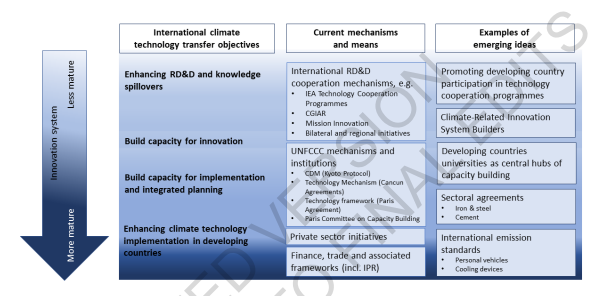 International climate
technology transfer objectives
Current mechanisms
and means
Examples of
emerging ideas
Innovation system
Less mature
More mature
Enhancing RD&D and knowledge
spillovers
Build capacity for innovation
Build capacity for implementation
and integrated planning
Enhancing climate technology
implementation in developing
countries
International RD&D
cooperation mechanisms, e.g.
• IEA Technology Cooperation
Programmes
• CGIAR
• Mission Innovation
• Bilateral and regional initiatives
UNFCCC mechanisms and
institutions
• CDM (Kyoto Protocol)
• Technology Mechanism (Cancun
Agreements)
• Technology framework (Paris
Agreement)
• Paris Committee on Capacity Building
Private sector initiatives
Finance, trade and associated
frameworks (incl. IPR)
Promoting developing country
participation in technology
cooperation programmes
Climate-Related Innovation
System Builders
Developing countries
universities as central hubs of
capacity building
Sectoral agreements
• Iron & steel
• Cement
International emission
standards
• Personal vehicles
• Cooling devices
VERSION
TO FINAL EDITS